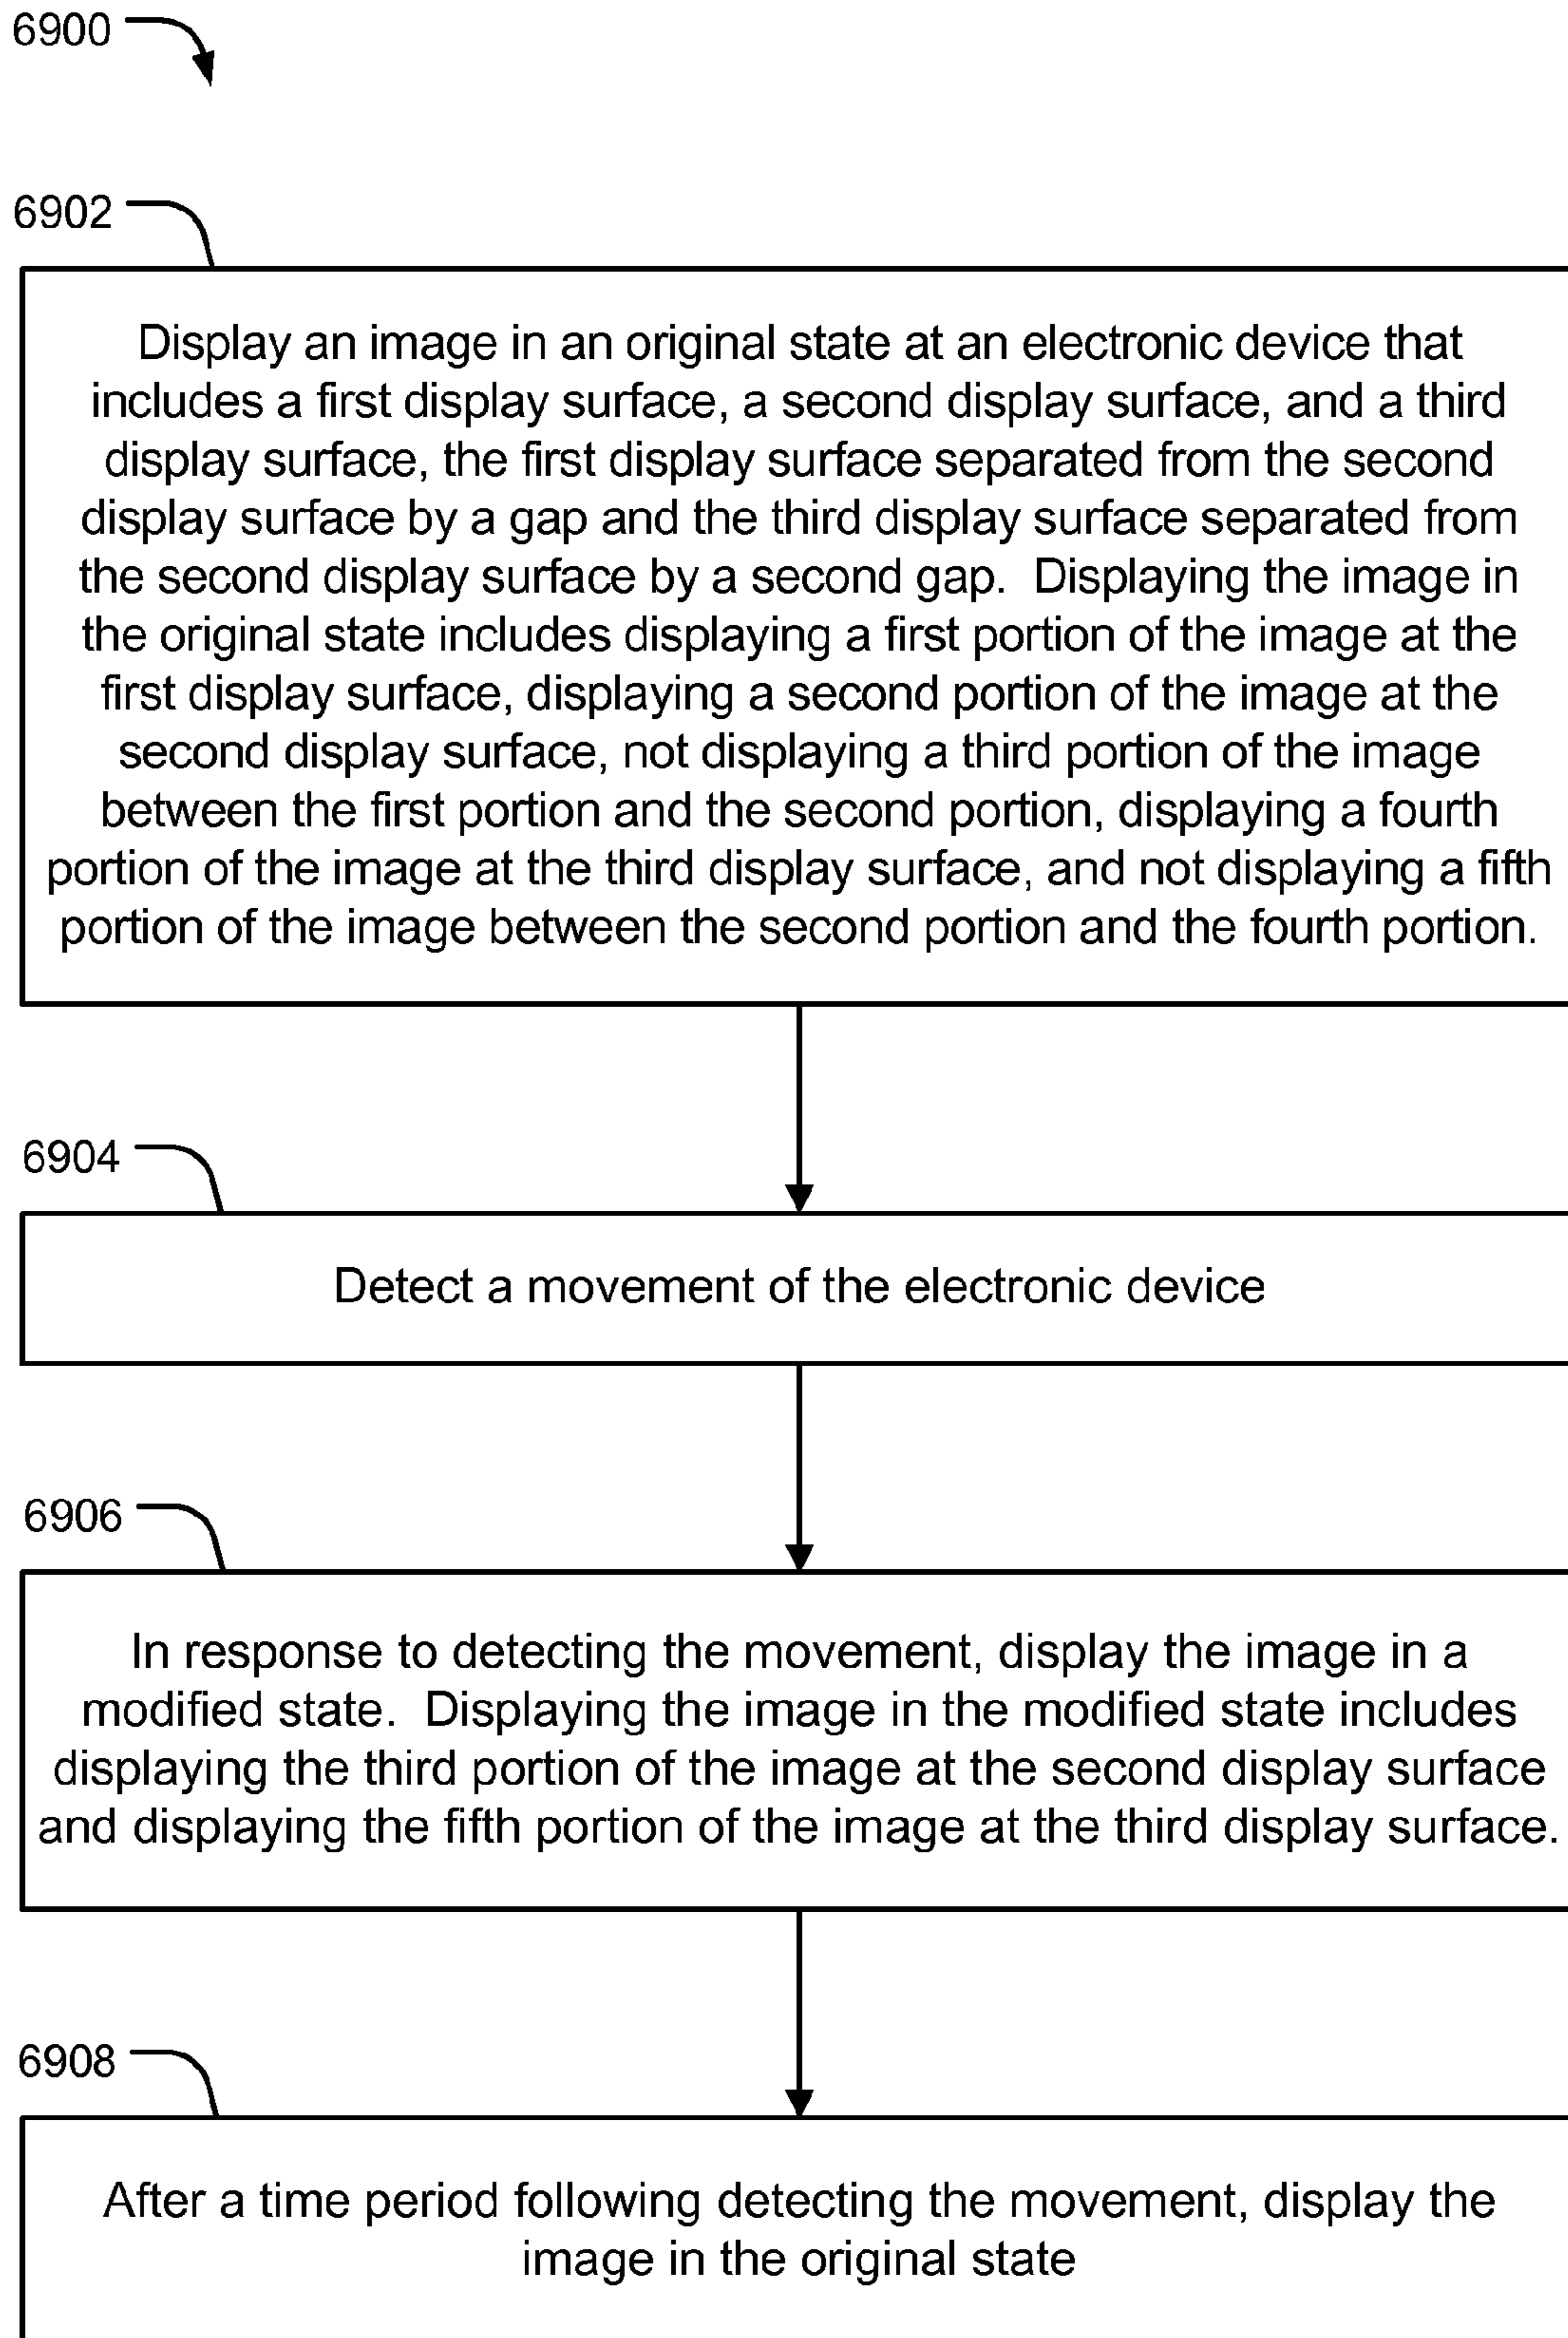 6900
6902
Display an image in an original state at an electronic device that
includes a first display surface, a second display surface, and a third
display surface, the first display surface separated from the second
display surface by a gap and the third display surface separated from
the second display surface by a second gap.  Displaying the image in
the original state includes displaying a first portion of the image at the
first display surface, displaying a second portion of the image at the
second display surface, not displaying a third portion of the image
between the first portion and the second portion, displaying a fourth
portion of the image at the third display surface, and not displaying a fifth
portion of the image between the second portion and the fourth portion.
6904
Detect a movement of the electronic device
6906
In response to detecting the movement, display the image in a
modified state.  Displaying the image in the modified state includes
displaying the third portion of the image at the second display surface
and displaying the fifth portion of the image at the third display surface.
6908
After a time period following detecting the movement, display the
image in the original state